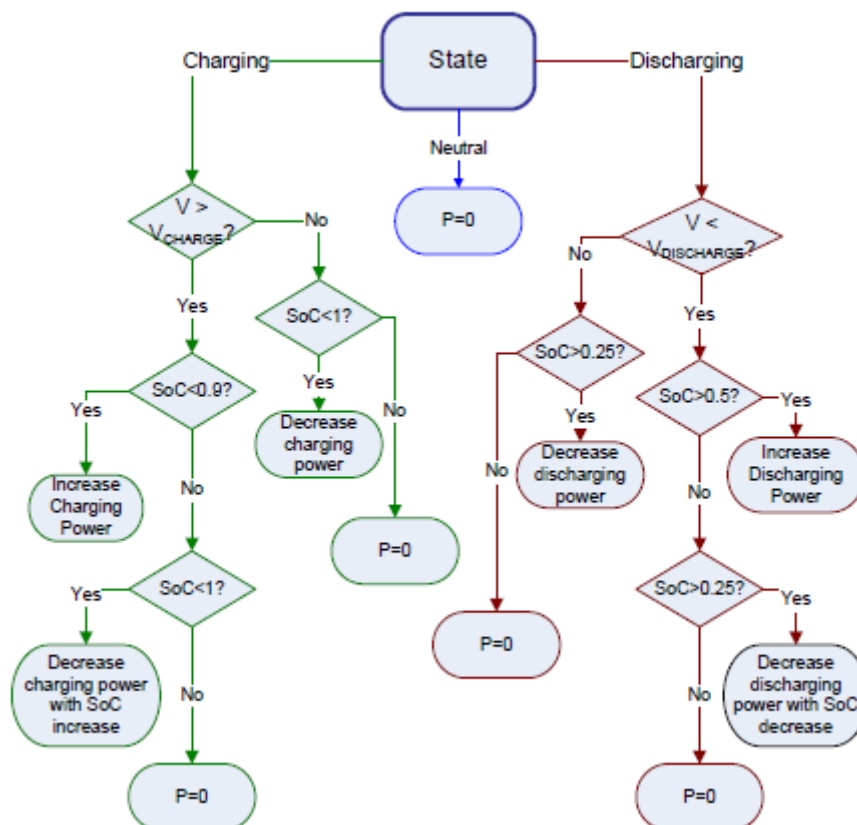 State
Charging
Discharging
Neutral
P=0
V >
V_CHARGE?
No
Yes
SoC<1?
Yes
Decrease
charging
power
No
P=0
SoC<0.9?
Yes
Increase
Charging
Power
No
SoC<1?
Yes
Decrease
charging power
with SoC
increase
No
P=0
V <
V_DISCHARGE?
No
SoC>0.25?
Yes
Decrease
discharging
power
No
P=0
Yes
SoC>0.5?
Yes
Increase
Discharging
Power
No
SoC>0.25?
Yes
Decrease
discharging
power with SoC
decrease
No
P=0